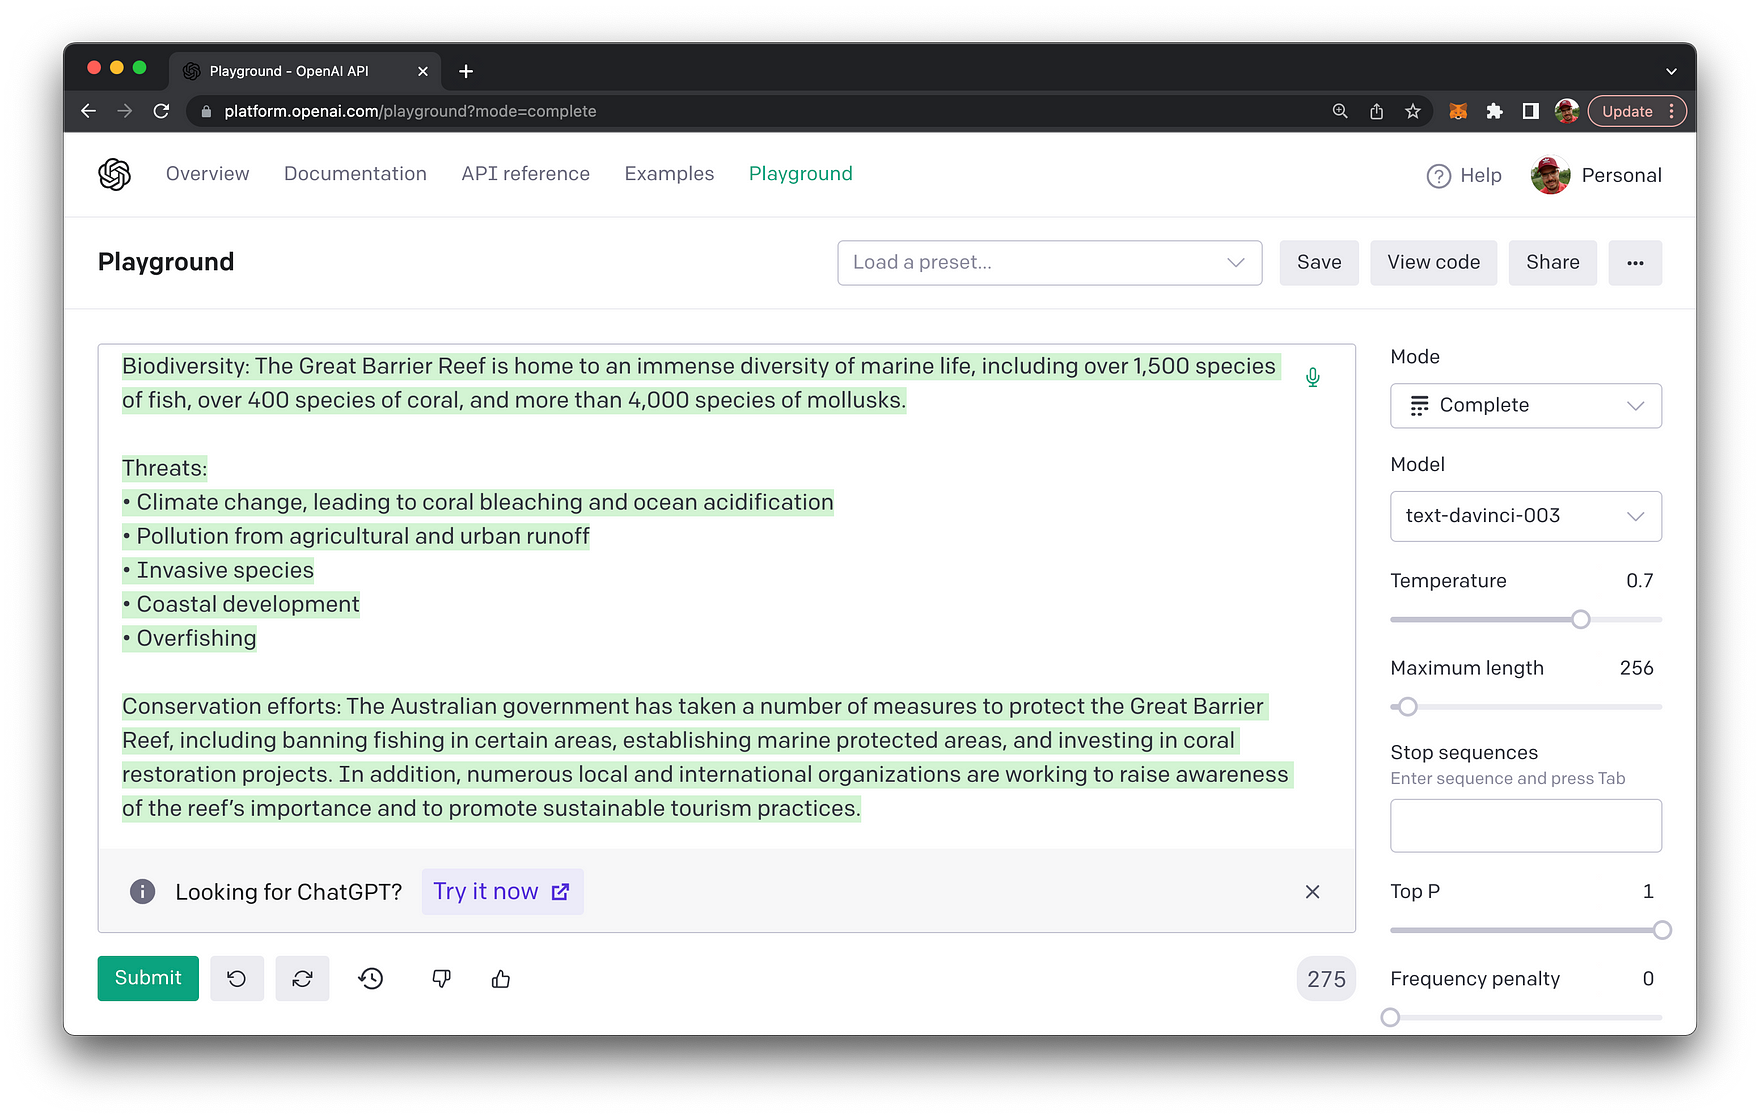 Playground - OpenAI API
platform.openai.com/playground?mode=complete
Update
Overview
Documentation
API reference
Examples
Playground
Help
Personal
Playground
Load a preset...
Save
View code
Share
Biodiversity: The Great Barrier Reef is home to an immense diversity of marine life, including over 1,500 species
of fish, over 400 species of coral, and more than 4,000 species of mollusks.
Threats:
• Climate change, leading to coral bleaching and ocean acidification
• Pollution from agricultural and urban runoff
• Invasive species
• Coastal development
• Overfishing
Conservation efforts: The Australian government has taken a number of measures to protect the Great Barrier
Reef, including banning fishing in certain areas, establishing marine protected areas, and investing in coral
restoration projects. In addition, numerous local and international organizations are working to raise awareness
of the reef’s importance and to promote sustainable tourism practices.
Looking for ChatGPT?
Try it now
Submit
275
Mode
Complete
Model
text-davinci-003
Temperature 0.7
Maximum length 256
Stop sequences
Enter sequence and press Tab
Top P 1
Frequency penalty 0